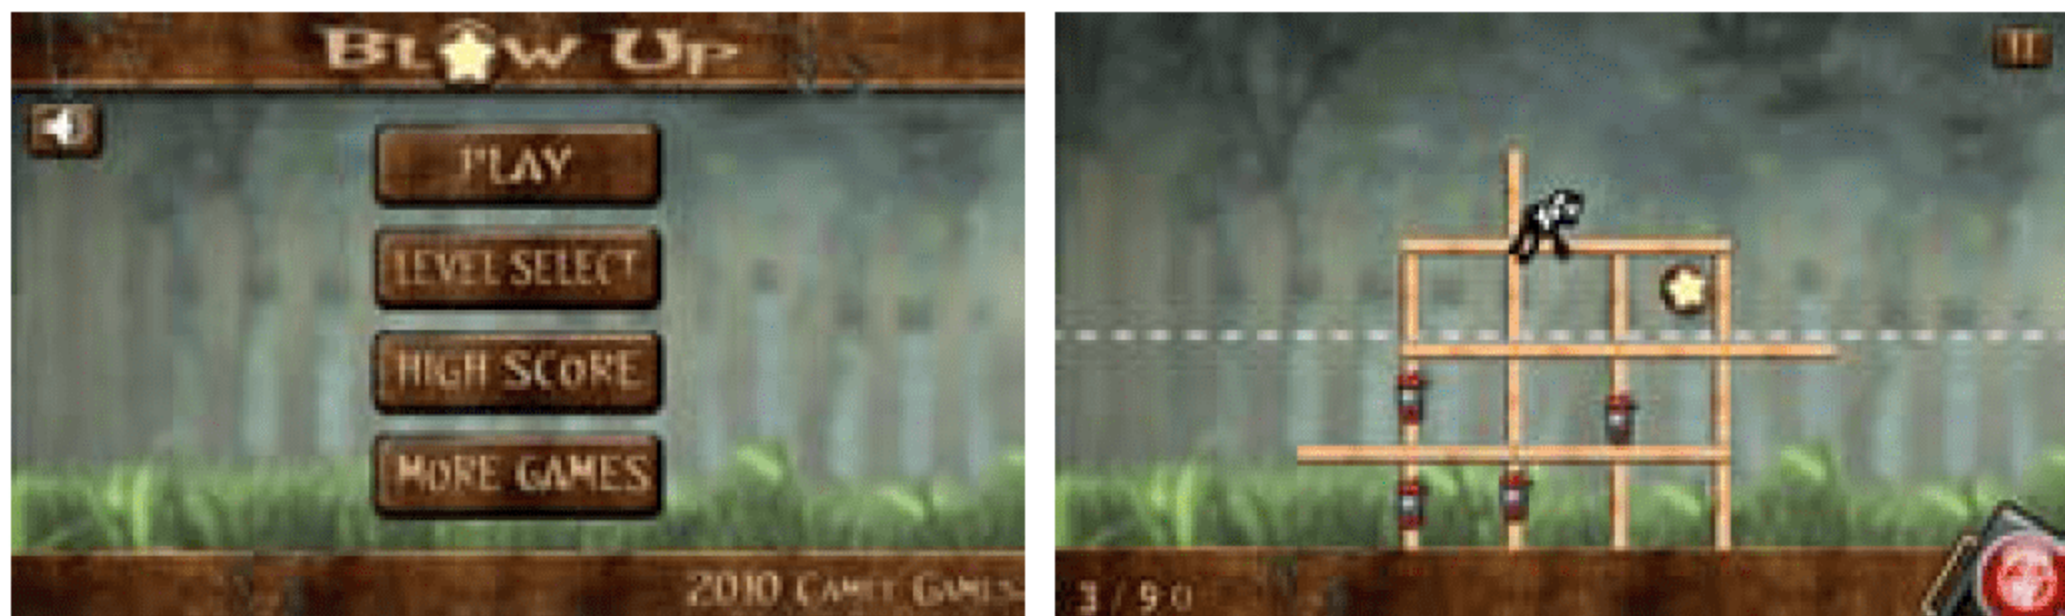 BLOW UP
PLAY
LEVEL SELECT
HIGH SCORE
MORE GAMES
2010 CAMEL GAMES
3 / 90